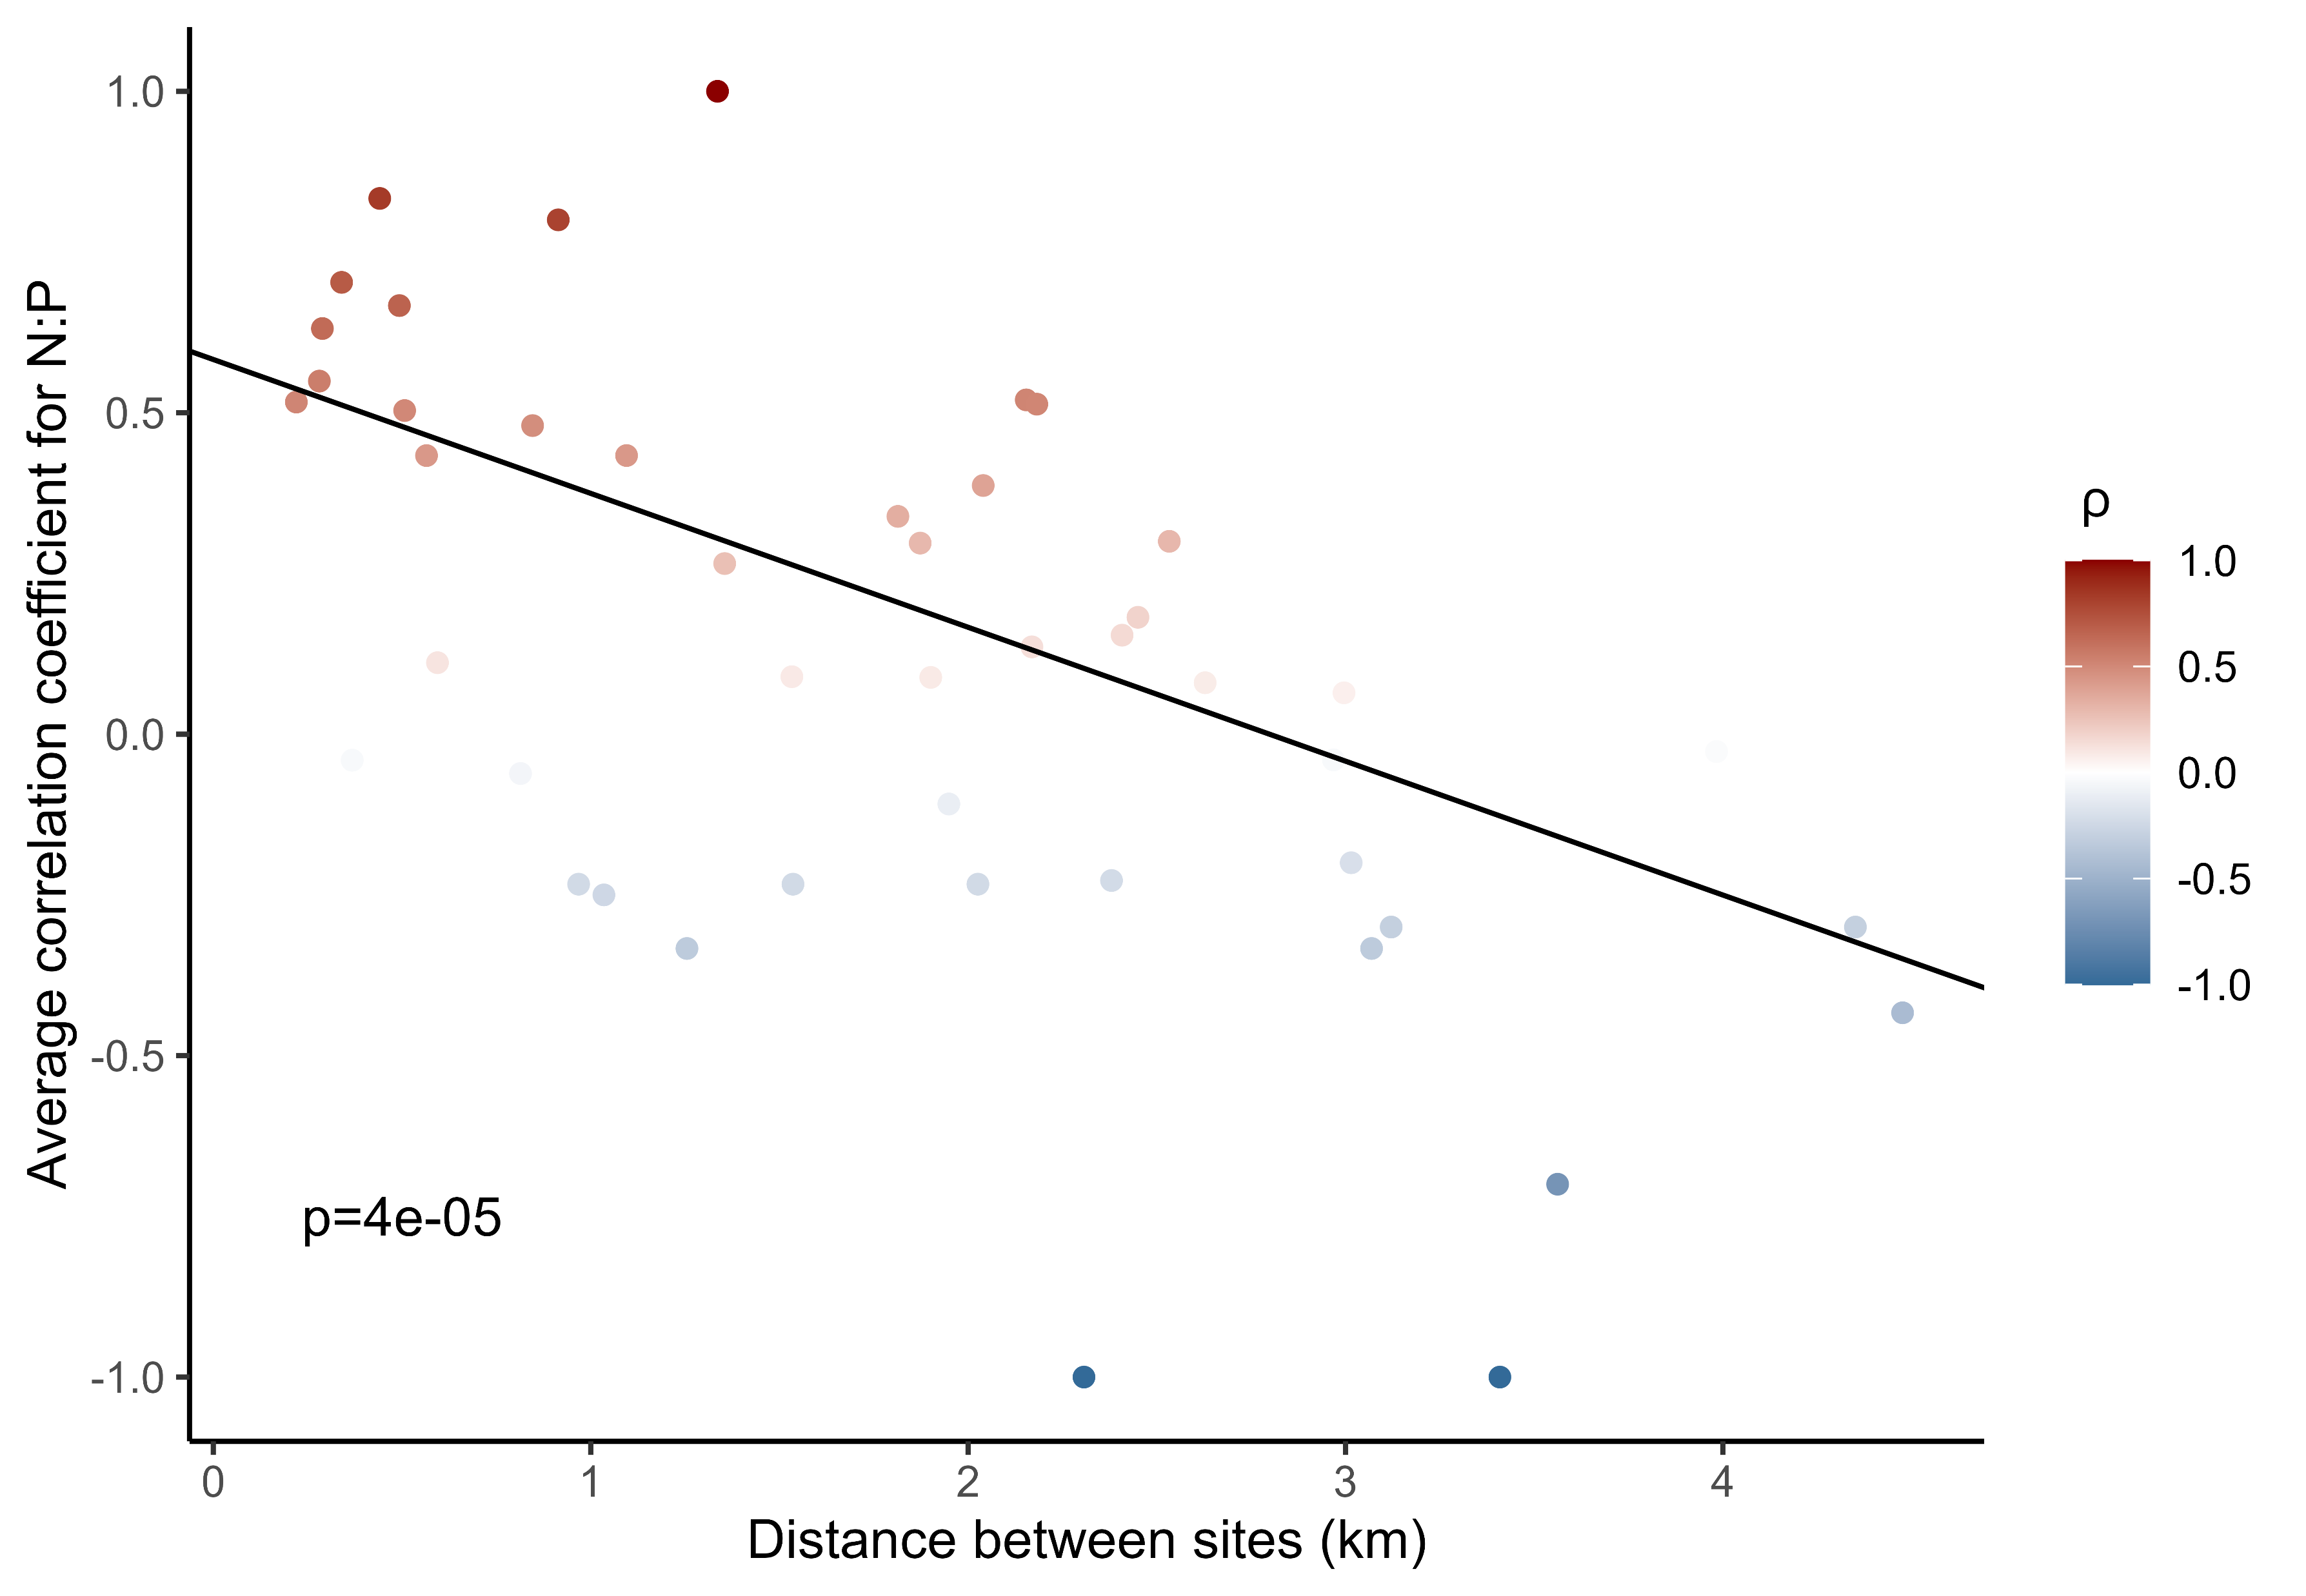 Average correlation coefficient for N:P
1.0
0.5
0.0
-0.5
-1.0
p=4e-05
0 1 2 3 4
Distance between sites (km)
ρ
1.0
0.5
0.0
-0.5
-1.0